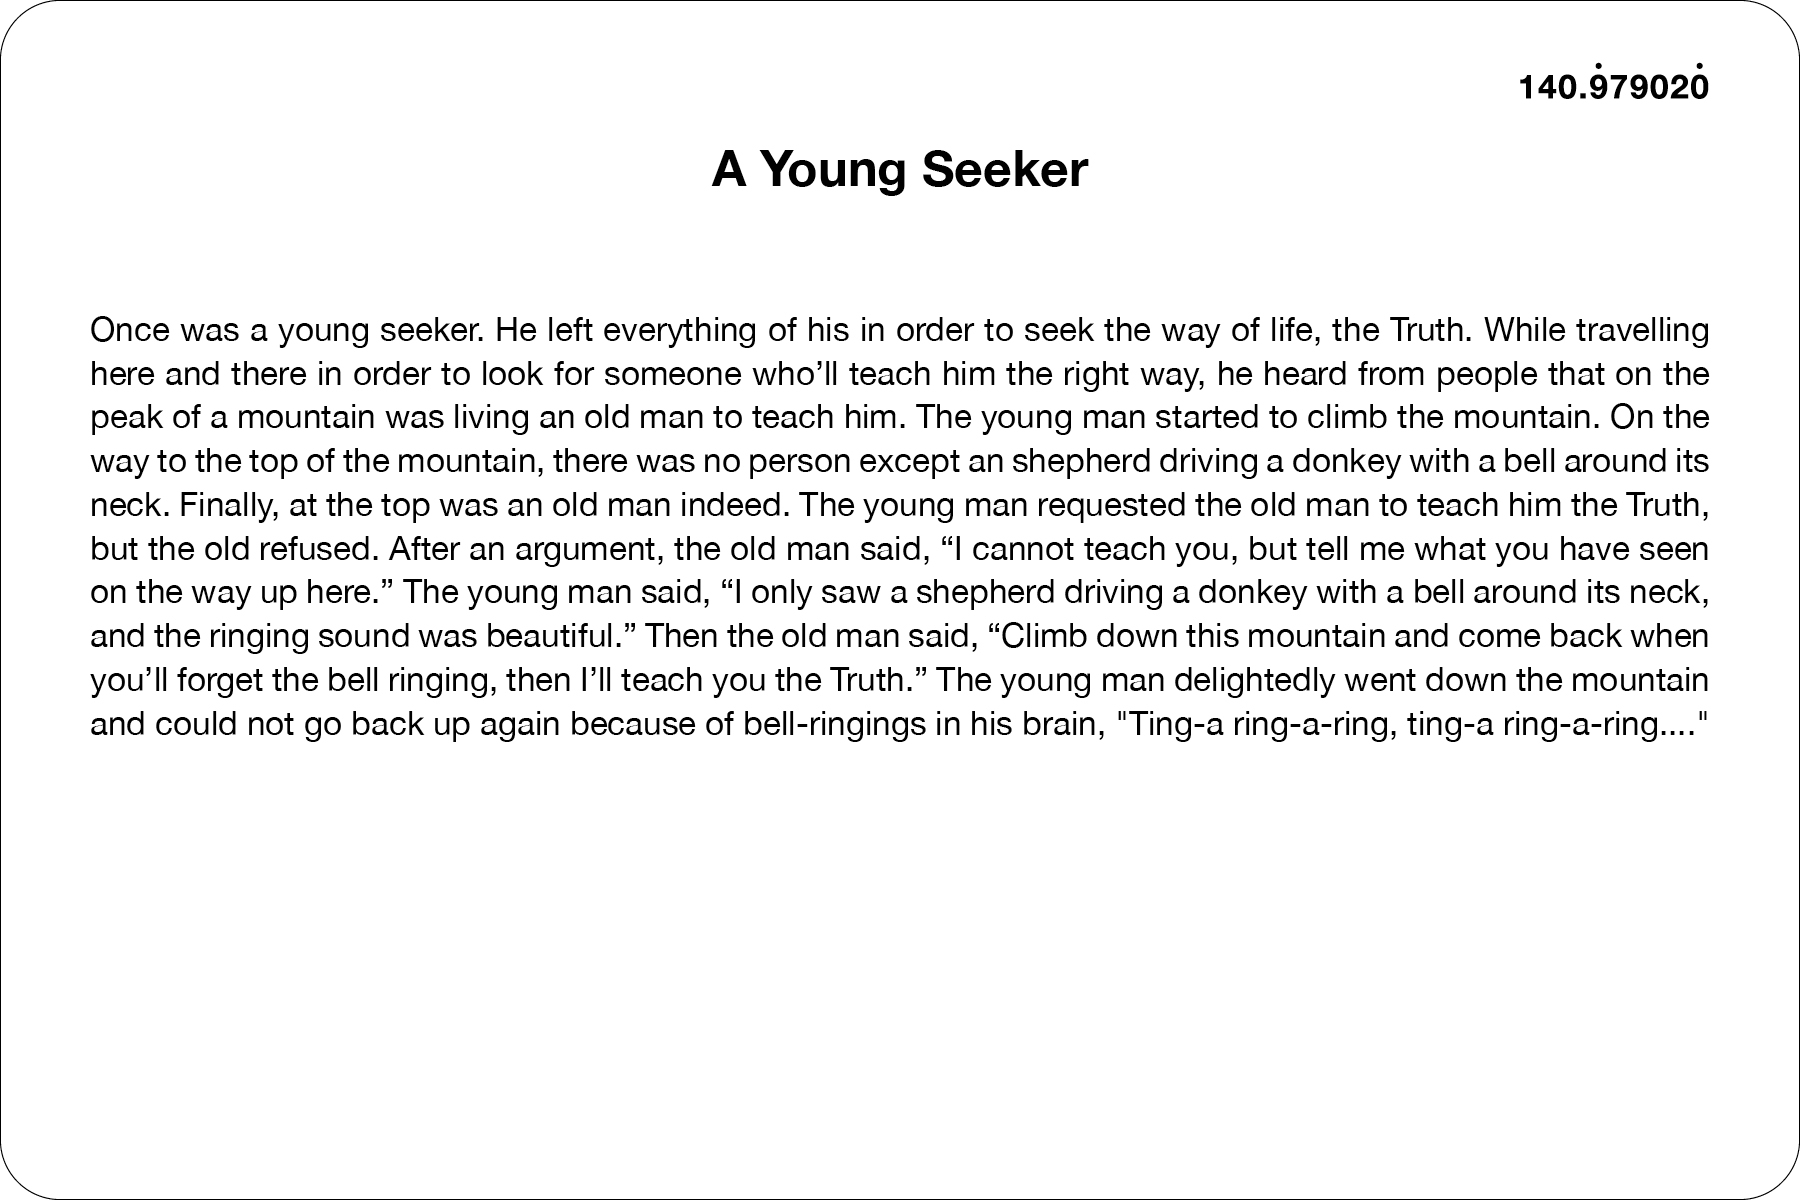 140.9̇79020̇
A Young Seeker
Once was a young seeker. He left everything of his in order to seek the way of life, the Truth. While travelling
here and there in order to look for someone who’ll teach him the right way, he heard from people that on the
peak of a mountain was living an old man to teach him. The young man started to climb the mountain. On the
way to the top of the mountain, there was no person except an shepherd driving a donkey with a bell around its
neck. Finally, at the top was an old man indeed. The young man requested the old man to teach him the Truth,
but the old refused. After an argument, the old man said, “I cannot teach you, but tell me what you have seen
on the way up here.” The young man said, “I only saw a shepherd driving a donkey with a bell around its neck,
and the ringing sound was beautiful.” Then the old man said, “Climb down this mountain and come back when
you’ll forget the bell ringing, then I’ll teach you the Truth.” The young man delightedly went down the mountain
and could not go back up again because of bell-ringings in his brain, "Ting-a ring-a-ring, ting-a ring-a-ring...."